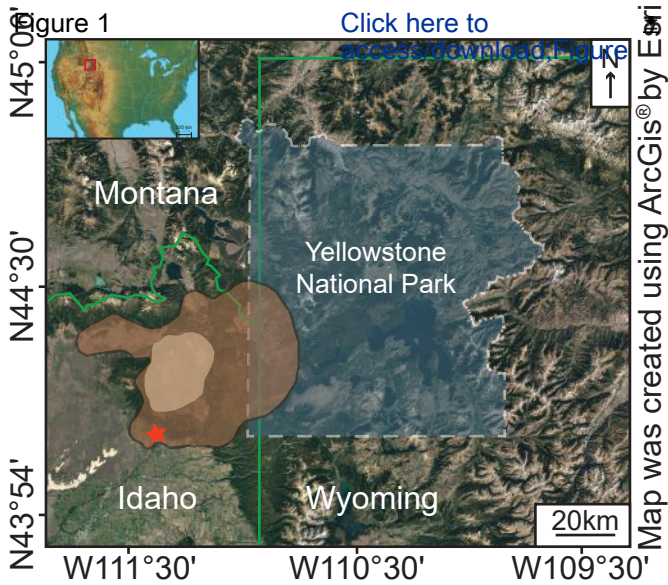 Figure 1
Click here to
access/download;Figure
N45°06'
N
Montana
Yellowstone
National Park
N44°30'
Idaho
Wyoming
N43°54'
20km
W111°30'
W110°30'
W109°30'
Map was created using ArcGis® by Esri